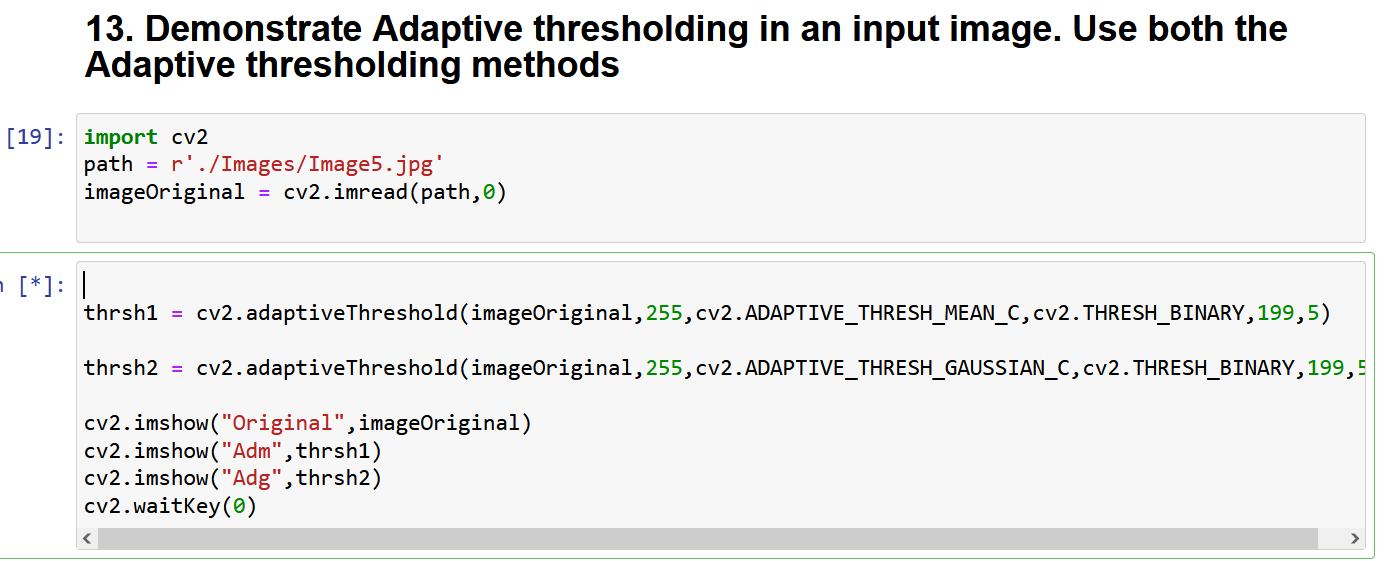 13. Demonstrate Adaptive thresholding in an input image. Use both the
Adaptive thresholding methods
[19]:
import cv2
path = r'./Images/Image5.jpg'
imageOriginal = cv2.imread(path,0)
[*]:
thrsh1 = cv2.adaptiveThreshold(imageOriginal,255,cv2.ADAPTIVE_THRESH_MEAN_C,cv2.THRESH_BINARY,199,5)
thrsh2 = cv2.adaptiveThreshold(imageOriginal,255,cv2.ADAPTIVE_THRESH_GAUSSIAN_C,cv2.THRESH_BINARY,199,5
cv2.imshow("Original",imageOriginal)
cv2.imshow("Adm",thrsh1)
cv2.imshow("Adg",thrsh2)
cv2.waitKey(0)